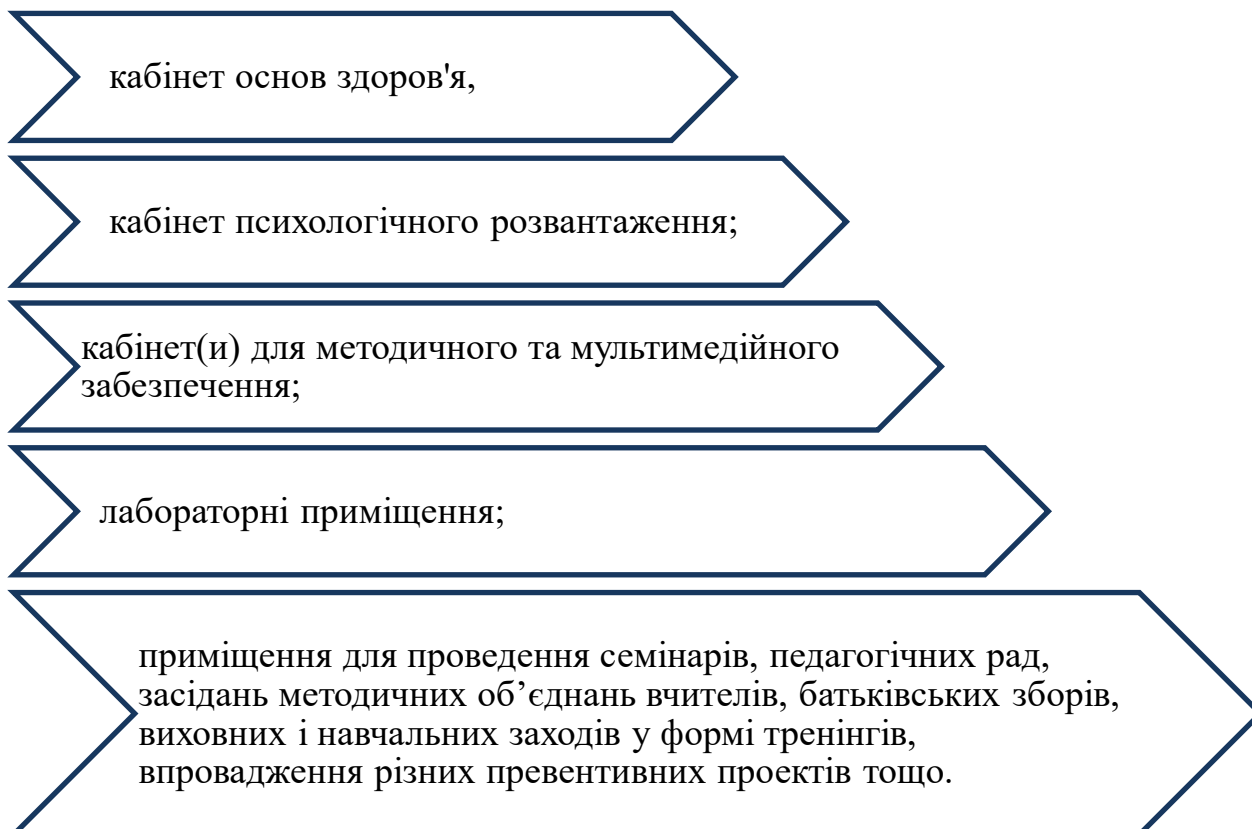 кабінет основ здоров'я,
кабінет психологічного розвантаження;
кабінет(и) для методичного та мультимедійного
забезпечення;
лабораторні приміщення;
приміщення для проведення семінарів, педагогічних рад,
засідань методичних об’єднань вчителів, батьківських зборів,
виховних і навчальних заходів у формі тренінгів,
впровадження різних превентивних проектів тощо.